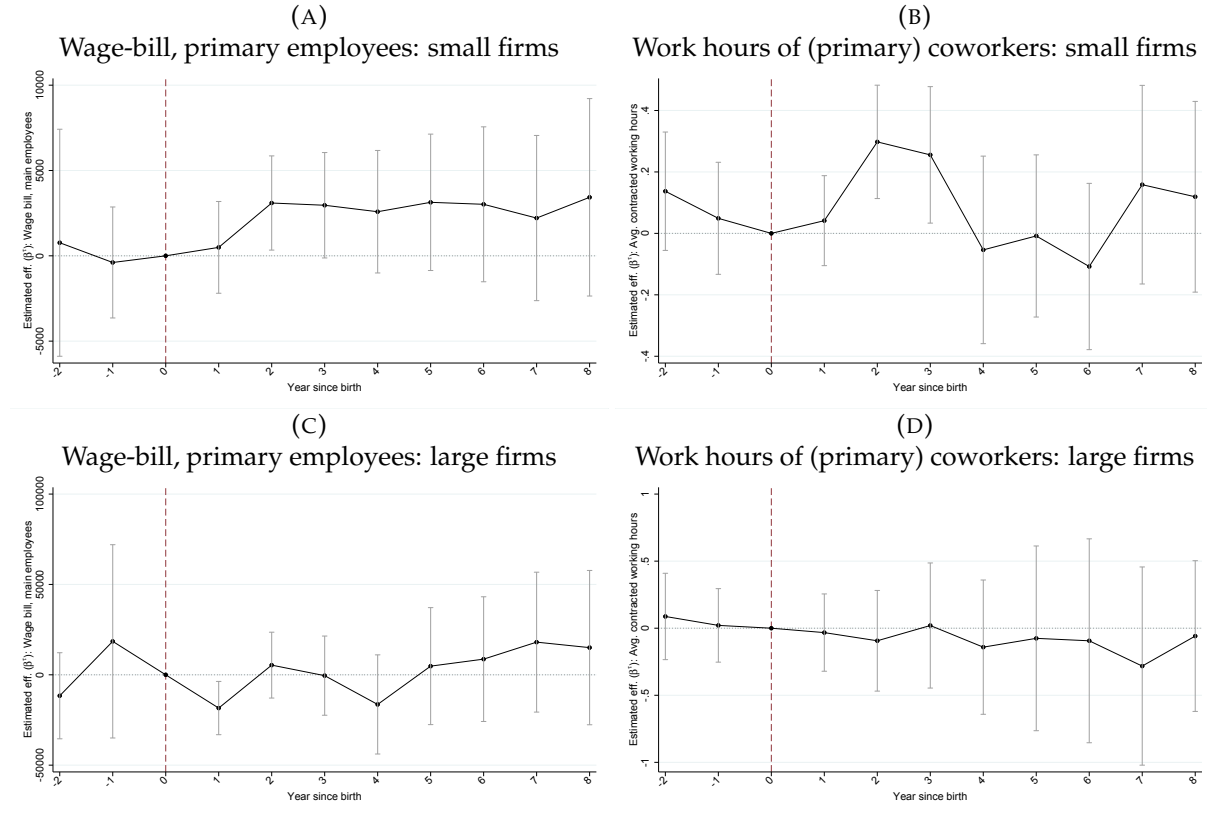 (A)
Wage-bill, primary employees: small firms
Estimated eff. (β^τ): Wage bill, main employees
10000
5000
0
-5000
-2 -1 0 1 2 3 4 5 6 7 8
Year since birth
(B)
Work hours of (primary) coworkers: small firms
Estimated eff. (β^τ): Avg. contracted working hours
.4
.2
0
-.2
-.4
-2 -1 0 1 2 3 4 5 6 7 8
Year since birth
(C)
Wage-bill, primary employees: large firms
Estimated eff. (β^τ): Wage bill, main employees
100000
50000
0
-50000
-2 -1 0 1 2 3 4 5 6 7 8
Year since birth
(D)
Work hours of (primary) coworkers: large firms
Estimated eff. (β^τ): Avg. contracted working hours
1
.5
0
-.5
-1
-2 -1 0 1 2 3 4 5 6 7 8
Year since birth